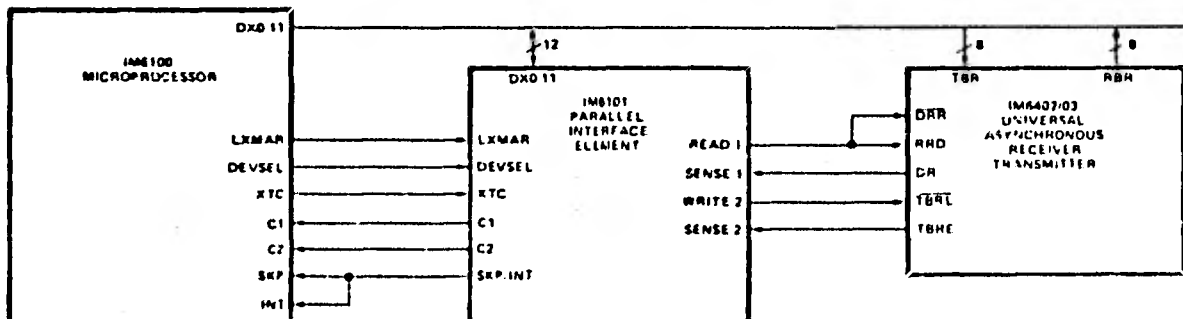 DX0 11
12
8
8
IM6100
MICROPROCESSOR
DX0 11
TBR
RBR
IM6101
PARALLEL
INTERFACE
ELEMENT
IM6402/03
UNIVERSAL
ASYNCHRONOUS
RECEIVER
TRANSMITTER
LXMAR
LXMAR
READ 1
DRR
RRD
DEVSEL
DEVSEL
SENSE 1
DR
XTC
XTC
WRITE 2
TBRL
C1
C1
SENSE 2
TBRE
C2
C2
SKP
SKP/INT
INT